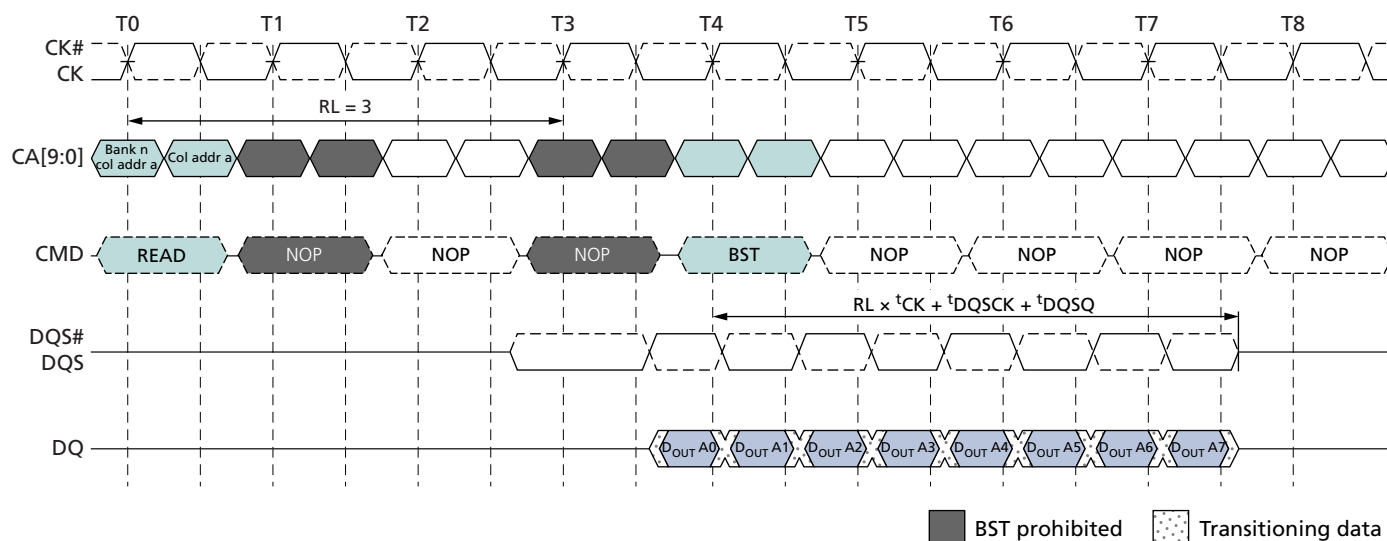 T0 T1 T2 T3 T4 T5 T6 T7 T8
CK#
CK
RL = 3
CA[9:0]
Bank n
col addr a
Col addr a
CMD READ NOP NOP NOP BST NOP NOP NOP NOP
RL × tCK + tDQSCK + tDQSQ
DQS#
DQS
DQ DOUT A0 DOUT A1 DOUT A2 DOUT A3 DOUT A4 DOUT A5 DOUT A6 DOUT A7
BST prohibited Transitioning data